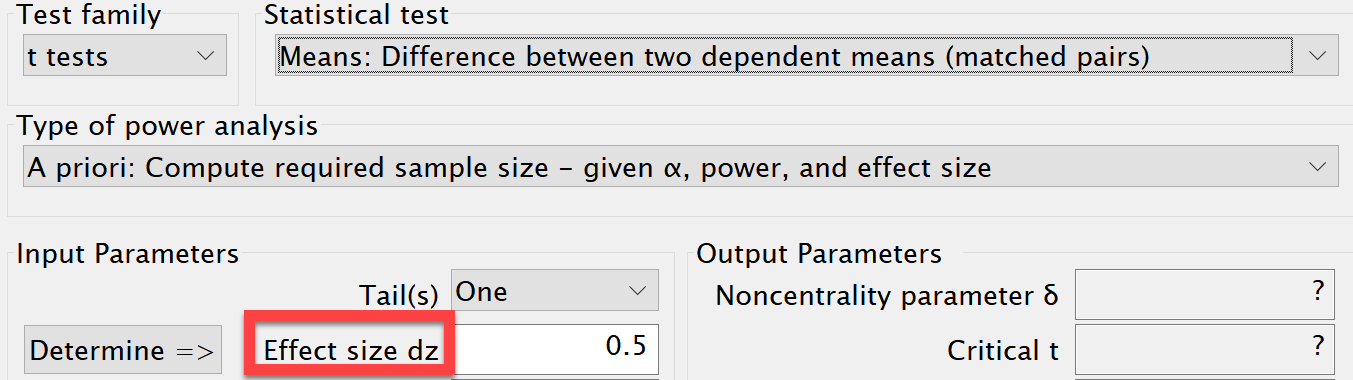 Test family
Statistical test
t tests
Means: Difference between two dependent means (matched pairs)
Type of power analysis
A priori: Compute required sample size – given α, power, and effect size
Input Parameters
Output Parameters
Tail(s) One
Noncentrality parameter δ ?
Determine => Effect size dz 0.5
Critical t ?